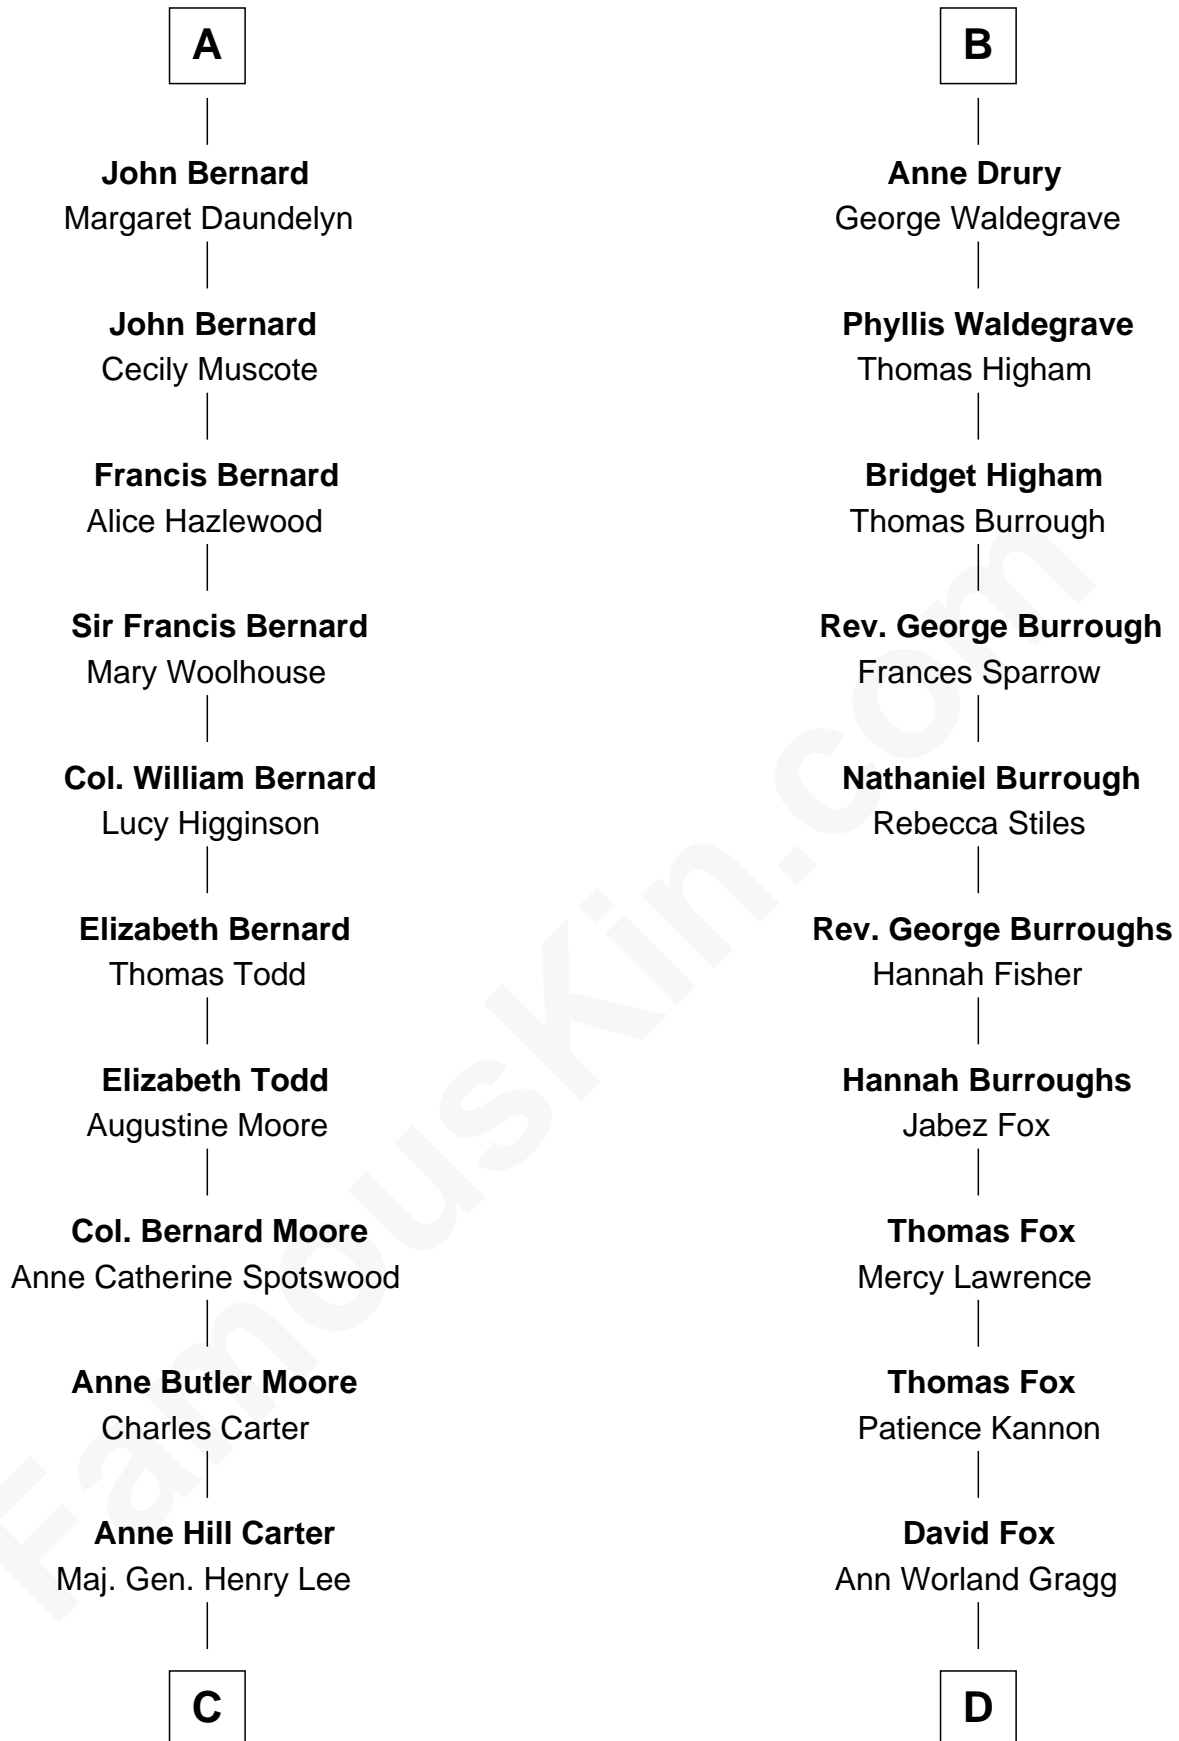 A
John Bernard
Margaret Daundelyn
John Bernard
Cecily Muscote
Francis Bernard
Alice Hazlewood
Sir Francis Bernard
Mary Woolhouse
Col. William Bernard
Lucy Higginson
Elizabeth Bernard
Thomas Todd
Elizabeth Todd
Augustine Moore
Col. Bernard Moore
Anne Catherine Spotswood
Anne Butler Moore
Charles Carter
Anne Hill Carter
Maj. Gen. Henry Lee
C
B
Anne Drury
George Waldegrave
Phyllis Waldegrave
Thomas Higham
Bridget Higham
Thomas Burrough
Rev. George Burrough
Frances Sparrow
Nathaniel Burrough
Rebecca Stiles
Rev. George Burroughs
Hannah Fisher
Hannah Burroughs
Jabez Fox
Thomas Fox
Mercy Lawrence
Thomas Fox
Patience Kannon
David Fox
Ann Worland Gragg
D
FamousKin.com